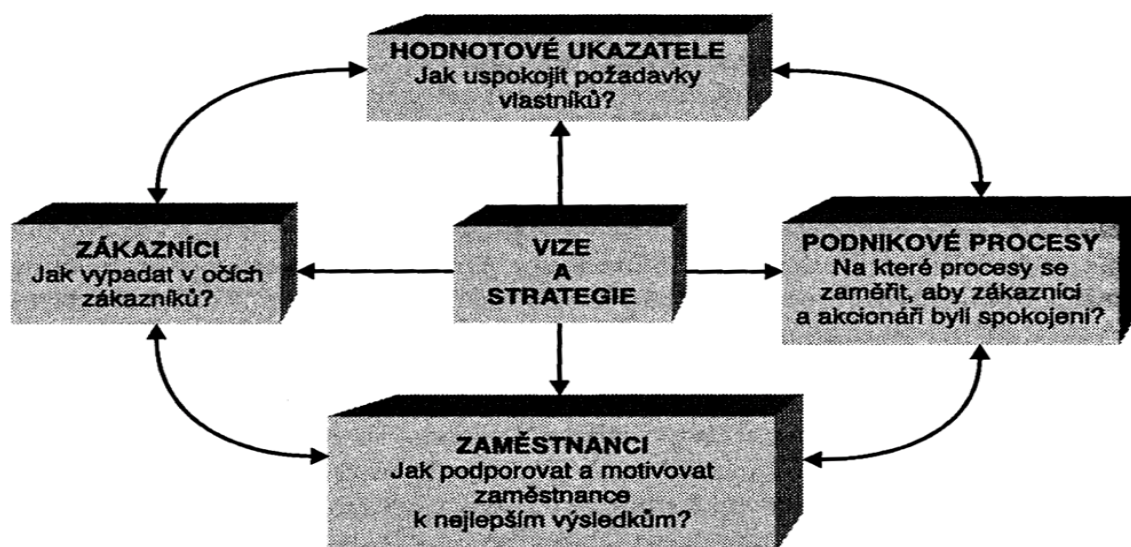 HODNOTOVÉ UKAZATELE
Jak uspokojit požadavky
vlastníků?
ZÁKAZNÍCI
Jak vypadat v očích
zákazníků?
VIZE
A
STRATEGIE
PODNIKOVÉ PROCESY
Na které procesy se
zaměřit, aby zákazníci
a akcionáři byli spokojeni?
ZAMĚSTNANCI
Jak podporovat a motivovat
zaměstnance
k nejlepším výsledkům?